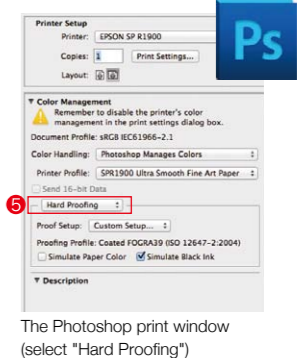 Printer Setup
Printer: EPSON SP R1900
Copies: 1 Print Settings...
Layout:
Ps
Color Management
Remember to disable the printer's color
management in the print settings dialog box.
Document Profile: sRGB IEC61966-2.1
Color Handling: Photoshop Manages Colors
Printer Profile: SPR1900 Ultra Smooth Fine Art Paper
Send 16-bit Data
5 Hard Proofing
Proof Setup: Custom Setup...
Proofing Profile: Coated FOGRA39 (ISO 12647-2:2004)
Simulate Paper Color Simulate Black Ink
Description
The Photoshop print window
(select "Hard Proofing")